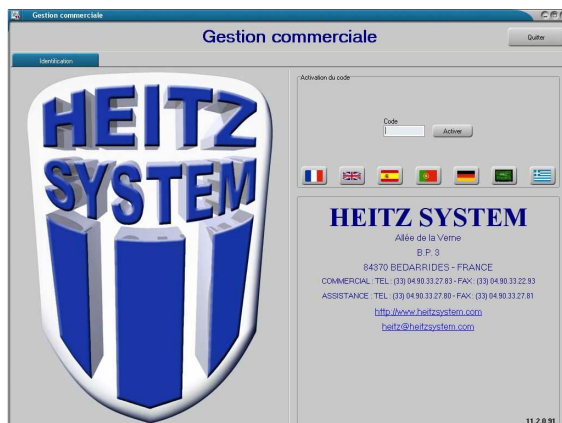 Gestion commerciale
Gestion commerciale
Quitter
Identification
HEITZ
SYSTEM
Activation du code
Code
Activer
HEITZ SYSTEM
Allée de la Verne
B.P. 3
84370 BEDARRIDES - FRANCE
COMMERCIAL : TEL : (33) 04.90.33.27.83 - FAX : (33) 04.90.33.22.93
ASSISTANCE : TEL : (33) 04.90.33.27.80 - FAX : (33) 04.90.33.27.81
http://www.heitzsystem.com
heitz@heitzsystem.com
11.2.0.91